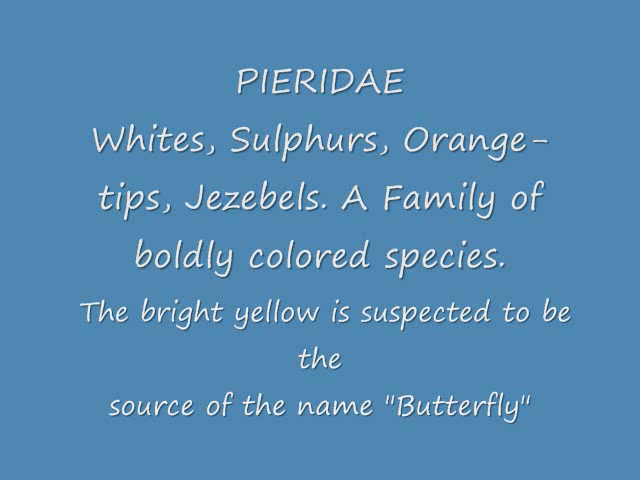 PIERIDAE
Whites, Sulphurs, Orange-
tips, Jezebels. A Family of
boldly colored species.
The bright yellow is suspected to be
the
source of the name "Butterfly"